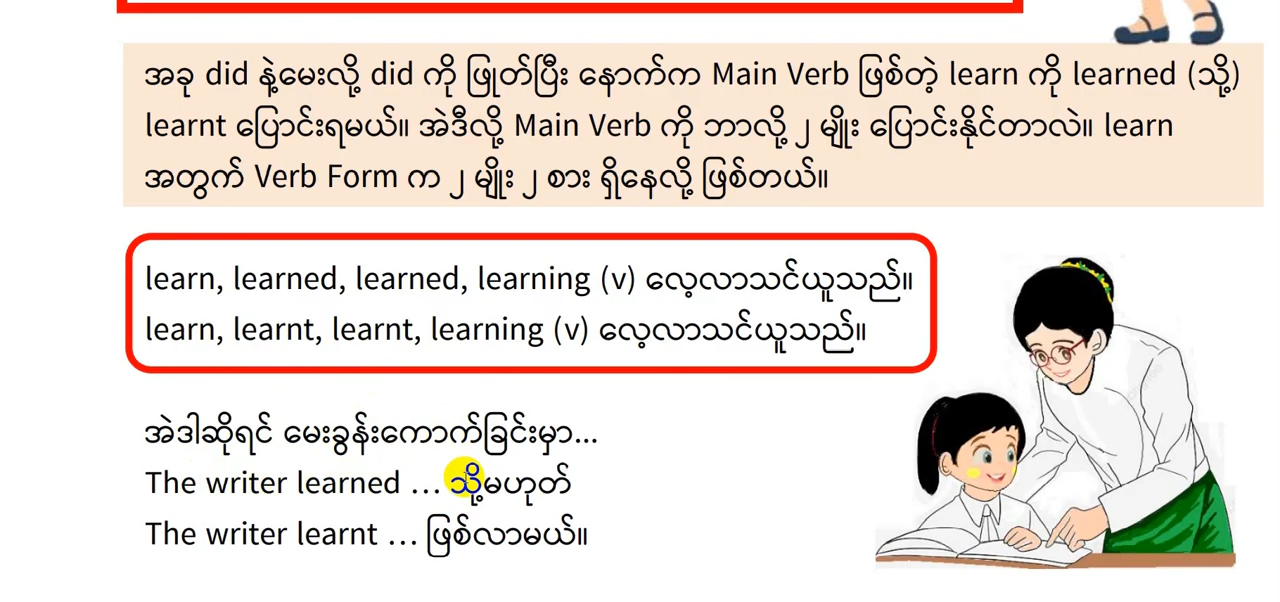 အခု did နဲ့မေးလို့ did ကို ဖြုတ်ပြီး နောက်က Main Verb ဖြစ်တဲ့ learn ကို learned (သို့)
learnt ပြောင်းရမယ်။ အဲဒီလို့ Main Verb ကို ဘာလို့ ၂ မျိုး ပြောင်းနိုင်တာလဲ။ learn
အတွက် Verb Form က ၂ မျိုး ၂ စား ရှိနေလို့ ဖြစ်တယ်။
learn, learned, learned, learning (v) လေ့လာသင်ယူသည်။
learn, learnt, learnt, learning (v) လေ့လာသင်ယူသည်။
အဲဒါဆိုရင် မေးခွန်းကောက်ခြင်းမှာ...
The writer learned ... သို့မဟုတ်
The writer learnt ... ဖြစ်လာမယ်။